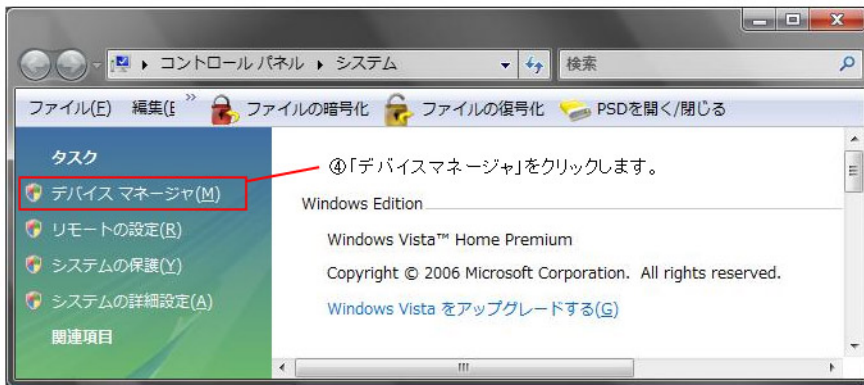 コントロール パネル ▸ システム
検索
ファイル(F) 編集(E » ファイルの暗号化 ファイルの復号化 PSDを開く/閉じる
タスク
デバイス マネージャ(M)
リモートの設定(R)
システムの保護(Y)
システムの詳細設定(A)
関連項目
④「デバイスマネージャ」をクリックします。
Windows Edition
Windows Vista™ Home Premium
Copyright © 2006 Microsoft Corporation. All rights reserved.
Windows Vista をアップグレードする(G)